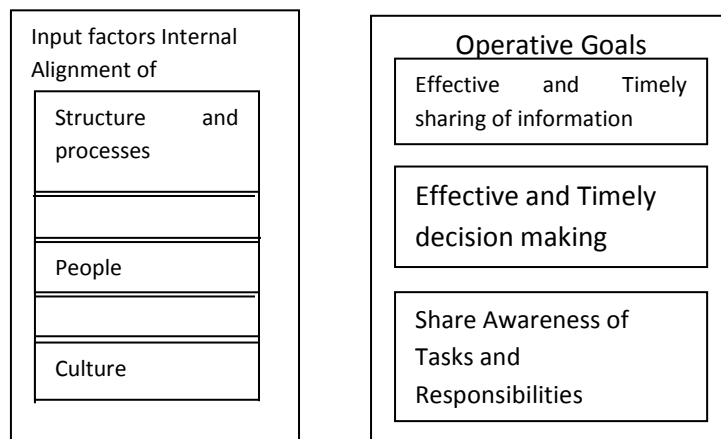 Input factors Internal
Alignment of
Structure and
processes
People
Culture
Operative Goals
Effective and Timely
sharing of information
Effective and Timely
decision making
Share Awareness of
Tasks and
Responsibilities